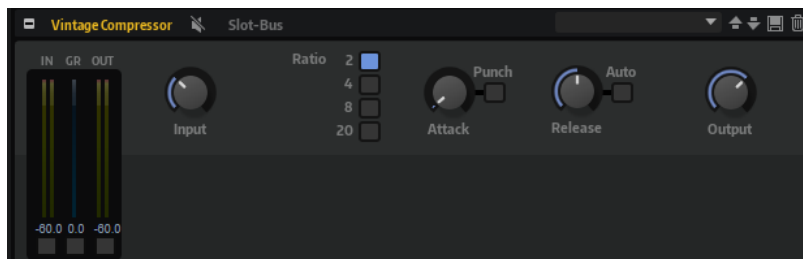 Vintage Compressor Slot-Bus
IN GR OUT
Ratio 2
4
8
20
Input
Punch
Attack
Auto
Release
Output
-80.0 0.0 -80.0